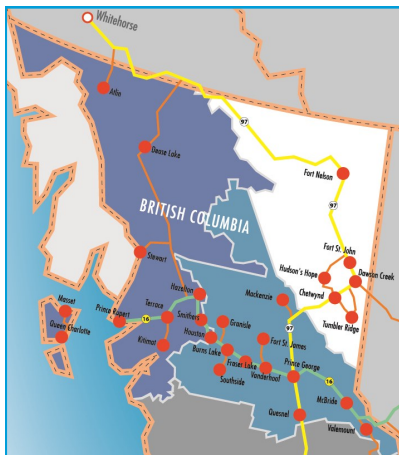 Whitehorse
Atlin
97
Dease Lake
Fort Nelson
97
BRITISH COLUMBIA
Fort St. John
Stewart
Hudson's Hope
Dawson Creek
Chetwynd
Hazelton
Mackenzie
Masset
Prince Rupert
Terrace
Smithers
Granisle
Tumbler Ridge
16
97
Queen Charlotte
Kitimat
Houston
Fort St. James
Burns Lake
Fraser Lake
Prince George
Southside
Vanderhoof
16
McBride
Quesnel
Valemount